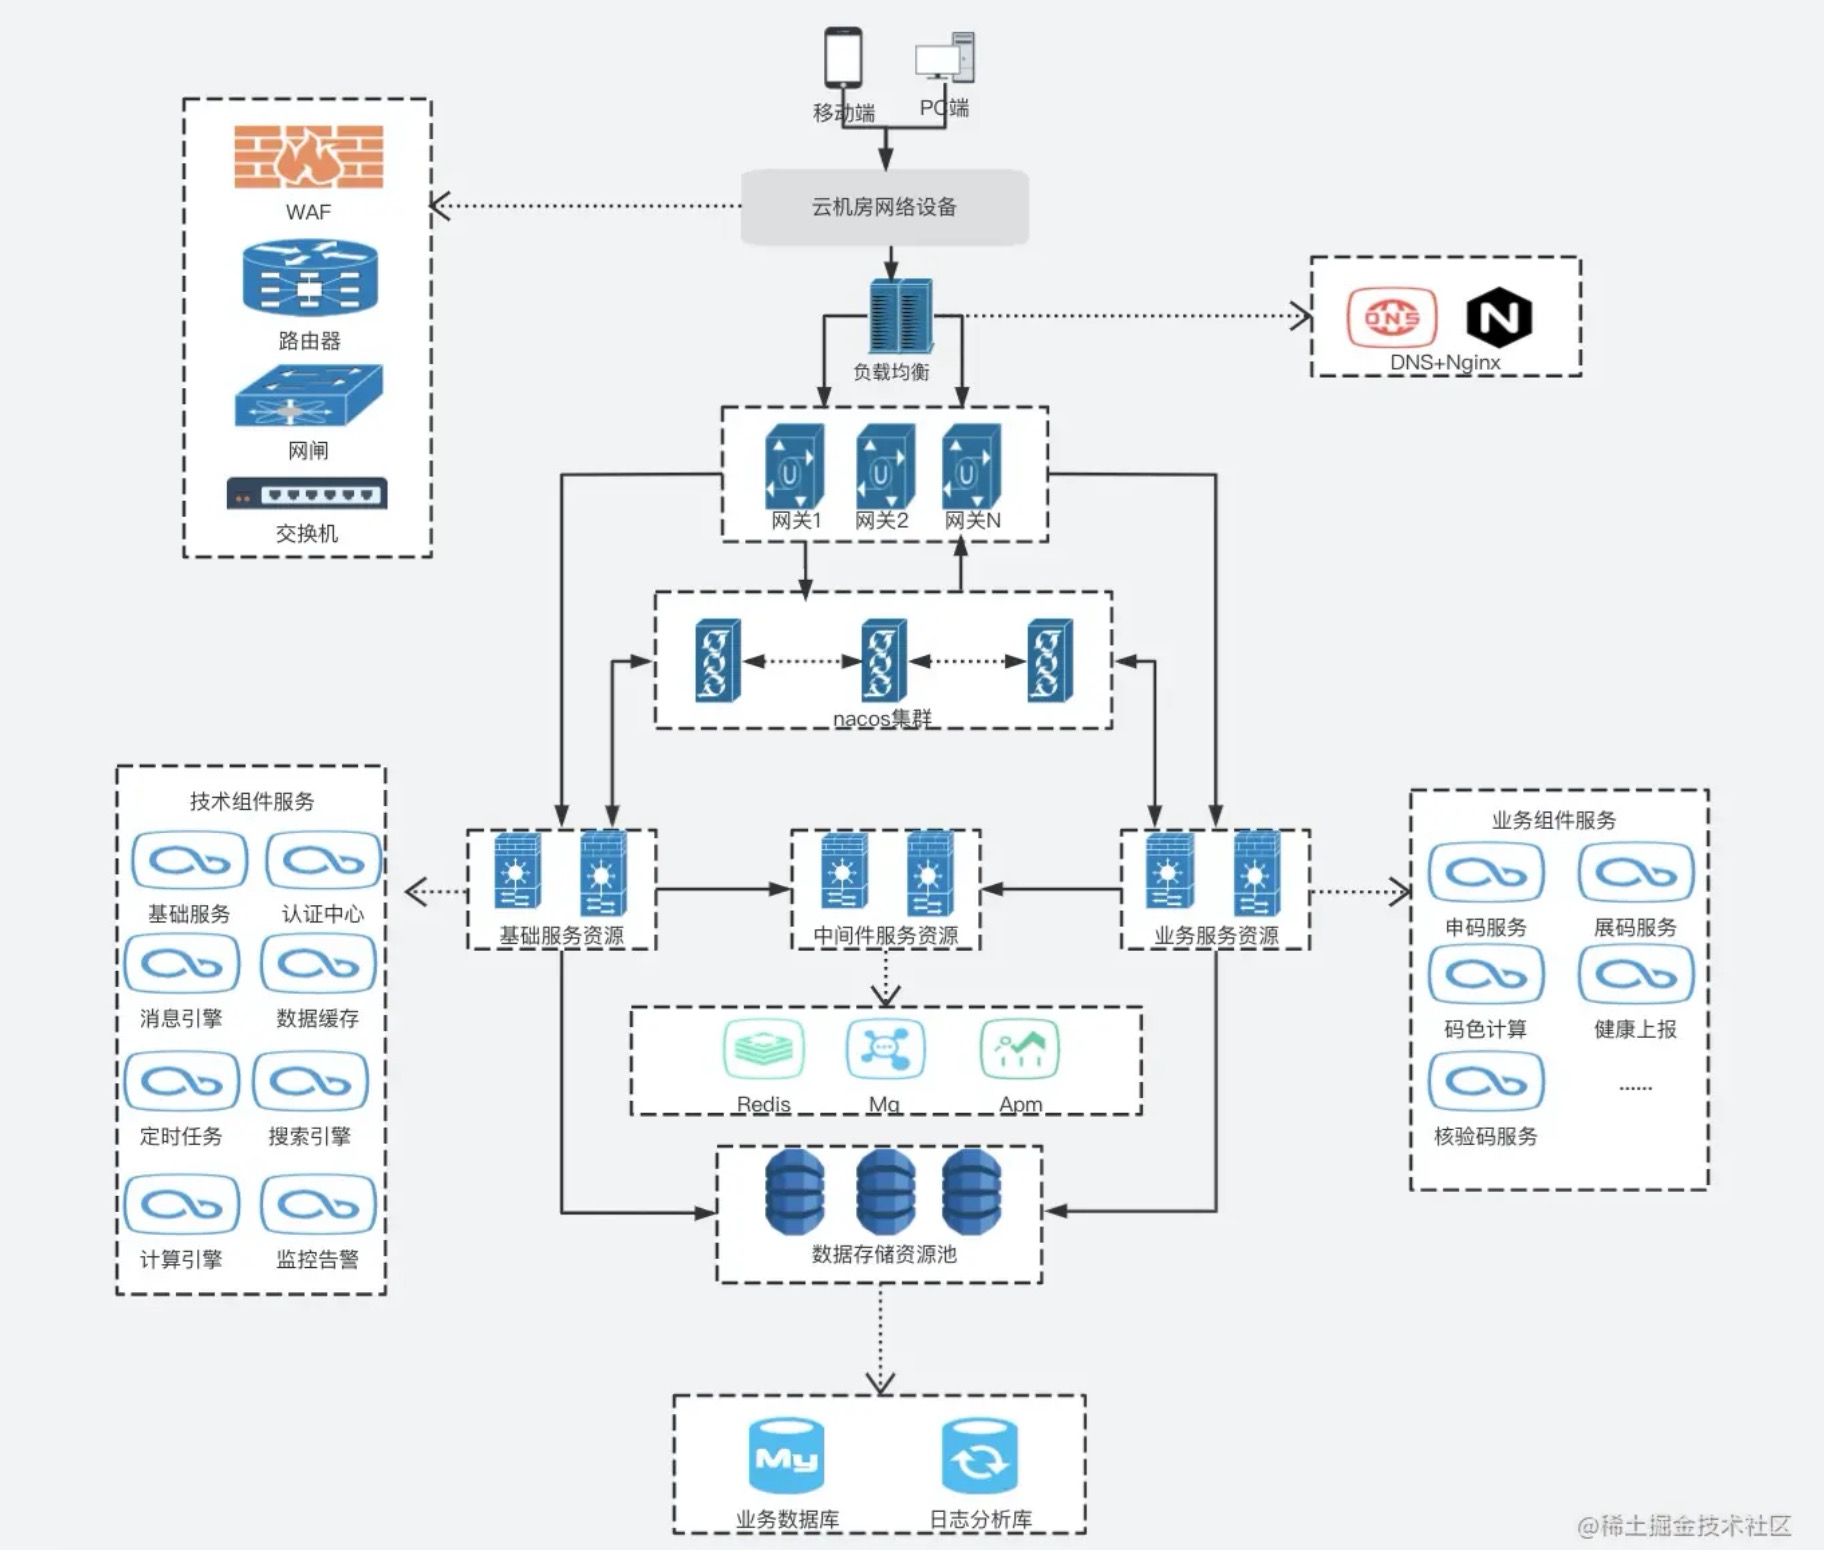 移动端
PC端
WAF
路由器
网闸
交换机
云机房网络设备
负载均衡
DNS
N
DNS+Nginx
U
U
U
网关1
网关2
网关N
nacos集群
技术组件服务
基础服务
认证中心
消息引擎
数据缓存
定时任务
搜索引擎
计算引擎
监控告警
基础服务资源
中间件服务资源
业务服务资源
业务组件服务
申码服务
展码服务
码色计算
健康上报
核验码服务
......
Redis
Mq
Apm
数据存储资源池
My
业务数据库
日志分析库
@稀土掘金技术社区